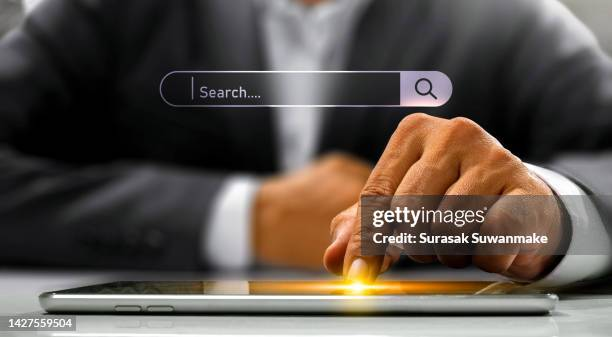 Search....
gettyimages
Credit: Surasak Suwanmake
1427559504